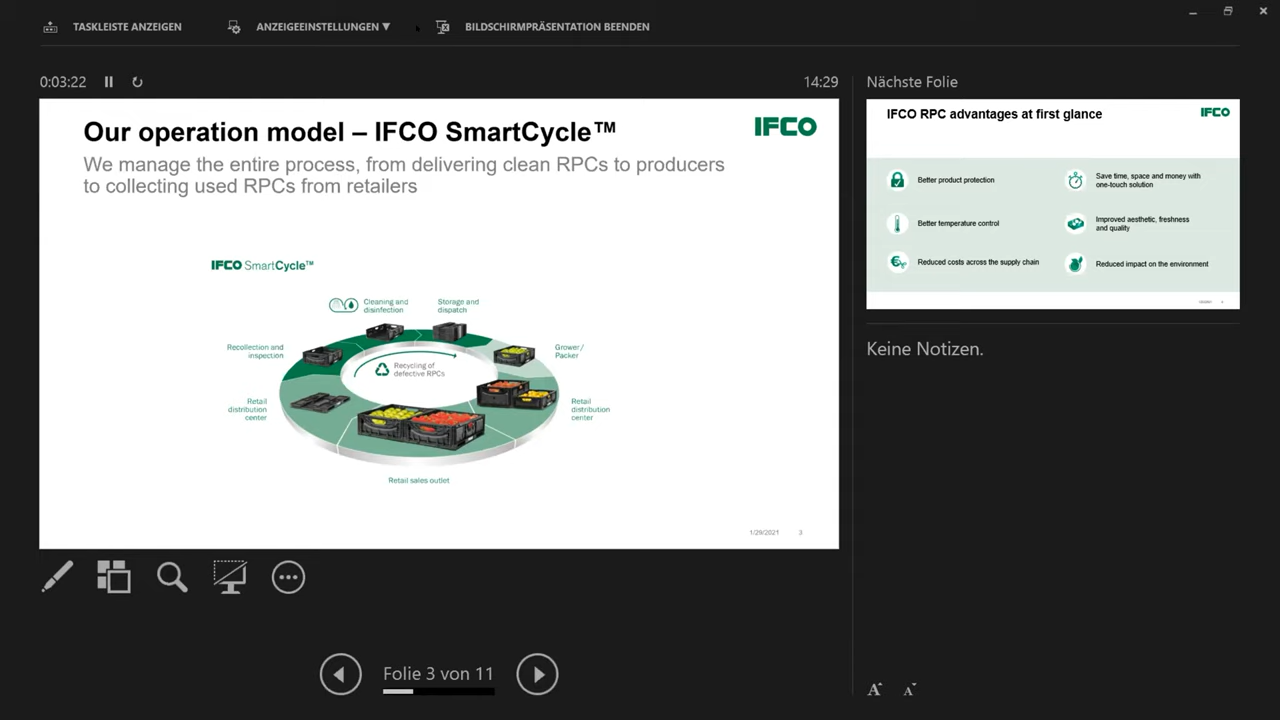 TASKLEISTE ANZEIGEN
ANZEIGEEINSTELLUNGEN ▼
BILDSCHIRMPRÄSENTATION BEENDEN
0:03:22
14:29
Our operation model – IFCO SmartCycle™
IFCO
We manage the entire process, from delivering clean RPCs to producers
to collecting used RPCs from retailers
IFCO SmartCycle™
Cleaning and
disinfection
Storage and
dispatch
Recollection and
inspection
Grower/
Packer
Recycling of
defective RPCs
Retail
distribution
center
Retail
distribution
center
Retail sales outlet
1/29/2021 3
Folie 3 von 11
Nächste Folie
IFCO RPC advantages at first glance
IFCO
Better product protection
Save time, space and money with
one-touch solution
Better temperature control
Improved aesthetic, freshness
and quality
Reduced costs across the supply chain
Reduced impact on the environment
Keine Notizen.
A A